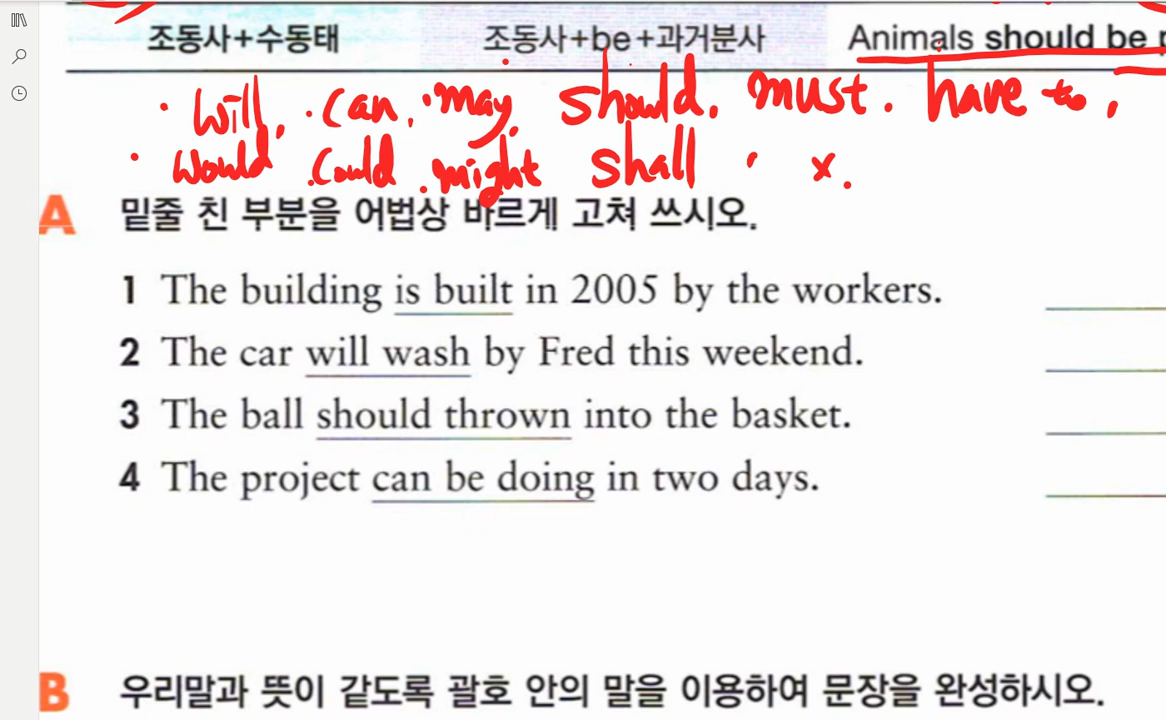 조동사+수동태 조동사+be+과거분사 Animals should be
· will, · can, · may, should, must. have to,
· would .could .might shall ' x.
A 밑줄 친 부분을 어법상 바르게 고쳐 쓰시오.
1 The building is built in 2005 by the workers.
2 The car will wash by Fred this weekend.
3 The ball should thrown into the basket.
4 The project can be doing in two days.
B 우리말과 뜻이 같도록 괄호 안의 말을 이용하여 문장을 완성하시오.